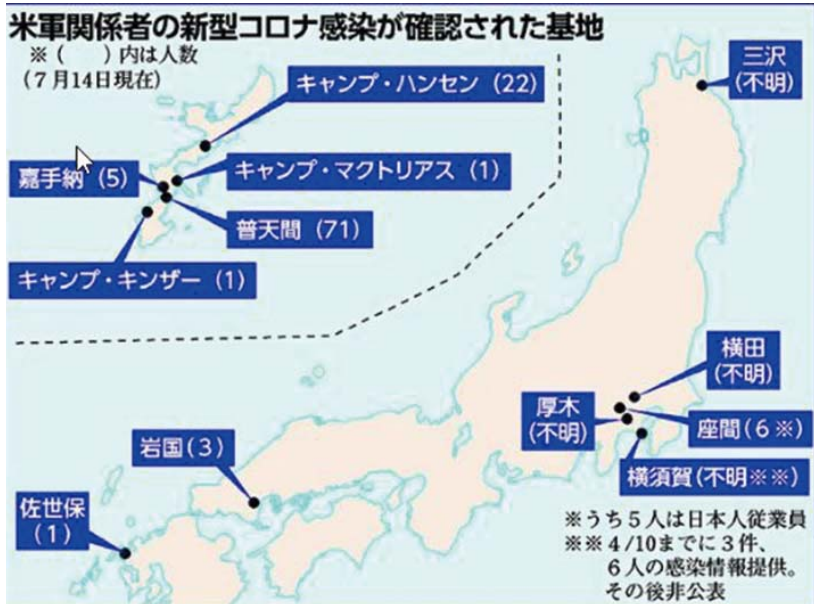 米軍関係者の新型コロナ感染が確認された基地
※(　　)内は人数
(7月14日現在)
キャンプ・ハンセン (22)
嘉手納 (5)
キャンプ・マクトリアス (1)
普天間 (71)
キャンプ・キンザー (1)
三沢
(不明)
横田
(不明)
厚木
(不明)
座間(6※)
横須賀(不明※※)
岩国(3)
佐世保
(1)
※うち5人は日本人従業員
※※4/10までに3件、
6人の感染情報提供。
その後非公表